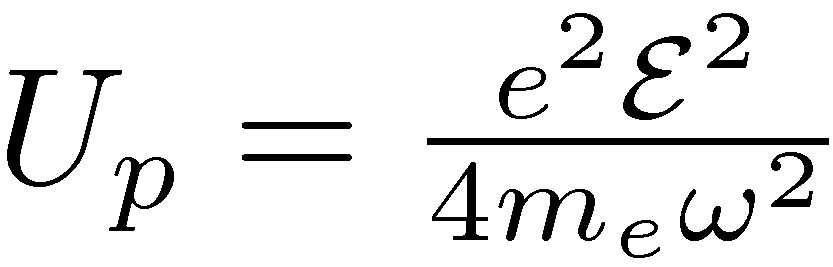 U_p = \frac{e^2 \mathcal{E}^2}{4 m_e \omega^2}